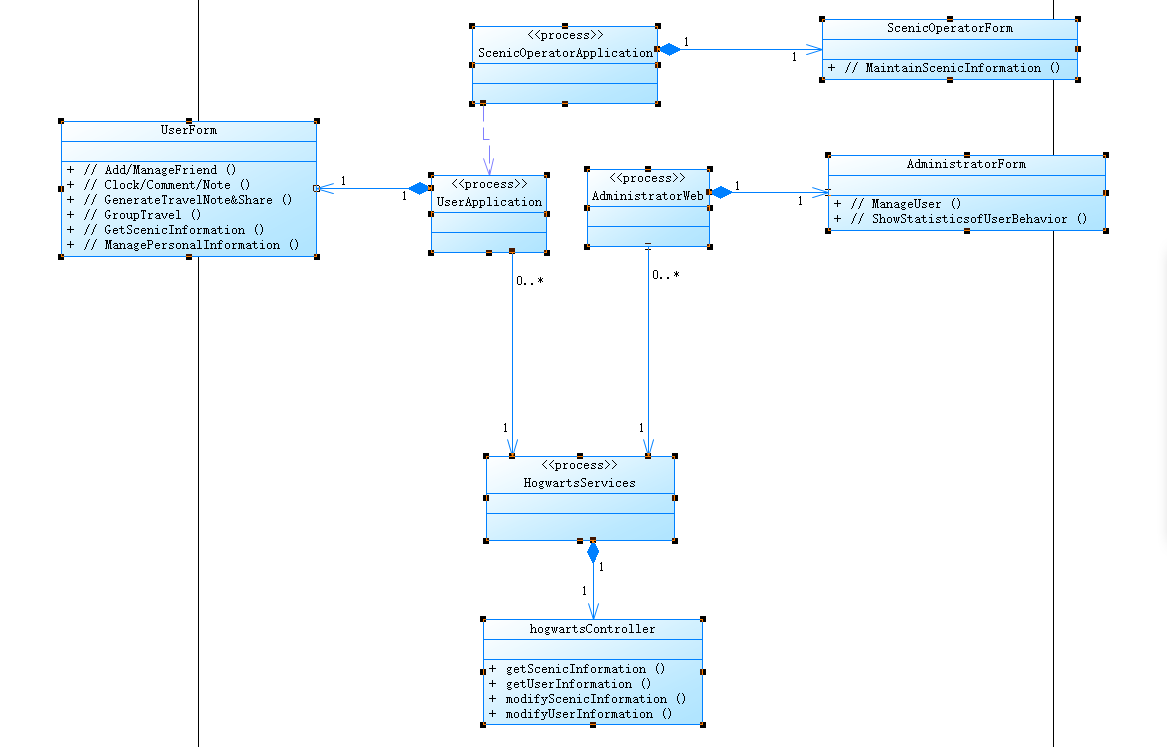 <<process>>
ScenicOperatorApplication
1
1
ScenicOperatorForm
+ // MaintainScenicInformation ()
UserForm
+ // Add/ManageFriend ()
+ // Clock/Comment/Note ()
+ // GenerateTravelNote&Share ()
+ // GroupTravel ()
+ // GetScenicInformation ()
+ // ManagePersonalInformation ()
1
1
<<process>>
UserApplication
<<process>>
AdministratorWeb
1
1
AdministratorForm
+ // ManageUser ()
+ // ShowStatisticsofUserBehavior ()
0..*
0..*
1
1
<<process>>
HogwartsServices
1
1
hogwartsController
+ getScenicInformation ()
+ getUserInformation ()
+ modifyScenicInformation ()
+ modifyUserInformation ()